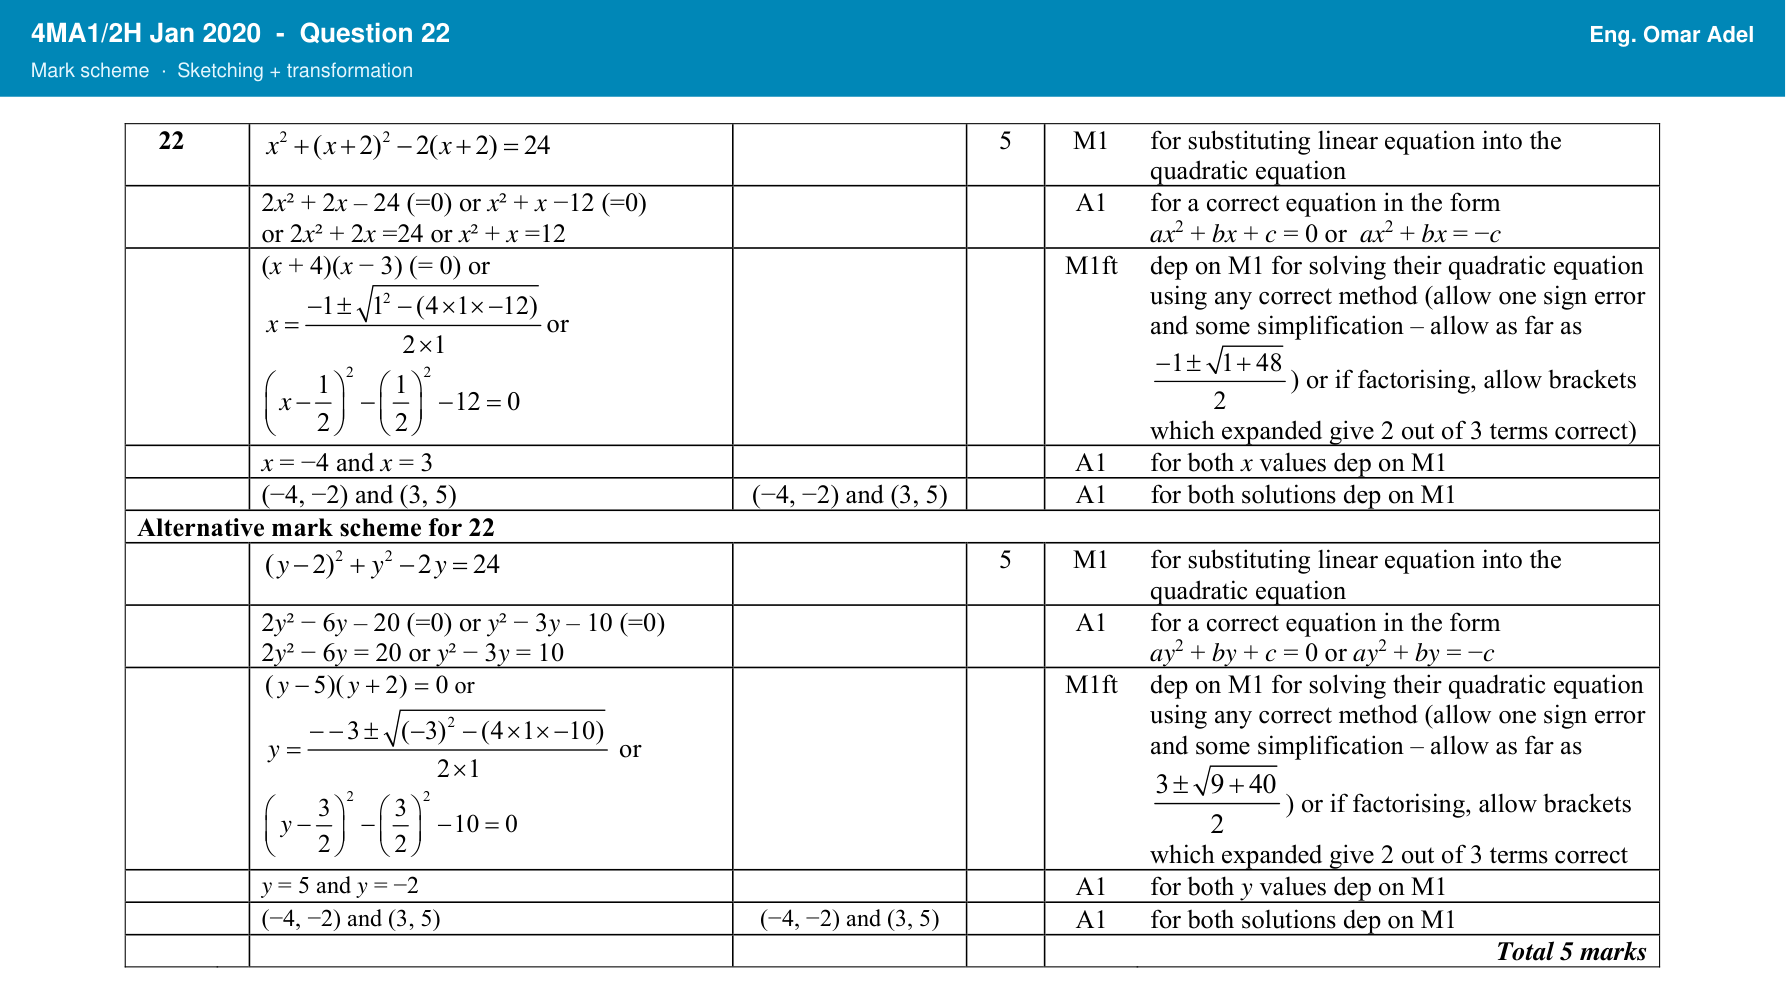 4MA1/2H Jan 2020 - Question 22
Eng. Omar Adel
Mark scheme · Sketching + transformation
22 x² + (x + 2)² − 2(x + 2) = 24 5 M1 for substituting linear equation into the
quadratic equation
2x² + 2x – 24 (=0) or x² + x −12 (=0) A1 for a correct equation in the form
or 2x² + 2x =24 or x² + x =12 ax² + bx + c = 0 or ax² + bx = −c
(x + 4)(x − 3) (= 0) or M1ft dep on M1 for solving their quadratic equation
using any correct method (allow one sign error
and some simplification – allow as far as
x = (−1 ± √(1² − (4×1×−12))) / (2×1) or
(−1 ± √(1 + 48)) / 2 ) or if factorising, allow brackets
(x − 1/2)² − (1/2)² − 12 = 0
which expanded give 2 out of 3 terms correct)
x = −4 and x = 3 A1 for both x values dep on M1
(−4, −2) and (3, 5) (−4, −2) and (3, 5) A1 for both solutions dep on M1
Alternative mark scheme for 22
(y − 2)² + y² − 2y = 24 5 M1 for substituting linear equation into the
quadratic equation
2y² − 6y – 20 (=0) or y² − 3y – 10 (=0) A1 for a correct equation in the form
2y² − 6y = 20 or y² − 3y = 10 ay² + by + c = 0 or ay² + by = −c
(y − 5)(y + 2) = 0 or M1ft dep on M1 for solving their quadratic equation
using any correct method (allow one sign error
and some simplification – allow as far as
y = (− −3 ± √((−3)² − (4×1×−10))) / (2×1) or
(3 ± √(9 + 40)) / 2 ) or if factorising, allow brackets
(y − 3/2)² − (3/2)² − 10 = 0
which expanded give 2 out of 3 terms correct
y = 5 and y = −2 A1 for both y values dep on M1
(−4, −2) and (3, 5) (−4, −2) and (3, 5) A1 for both solutions dep on M1
Total 5 marks